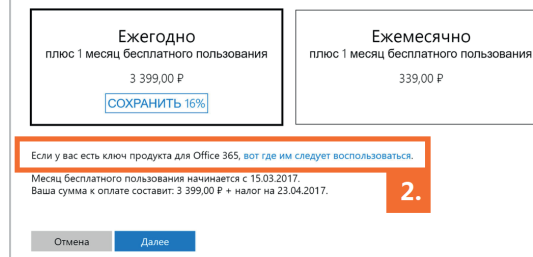 Ежегодно
плюс 1 месяц бесплатного пользования
3 399,00 ₽
СОХРАНИТЬ 16%
Ежемесячно
плюс 1 месяц бесплатного пользования
339,00 ₽
Если у вас есть ключ продукта для Office 365, вот где им следует воспользоваться.
Месяц бесплатного пользования начинается с 15.03.2017.
Ваша сумма к оплате составит: 3 399,00 ₽ + налог на 23.04.2017.
2.
Отмена
Далее